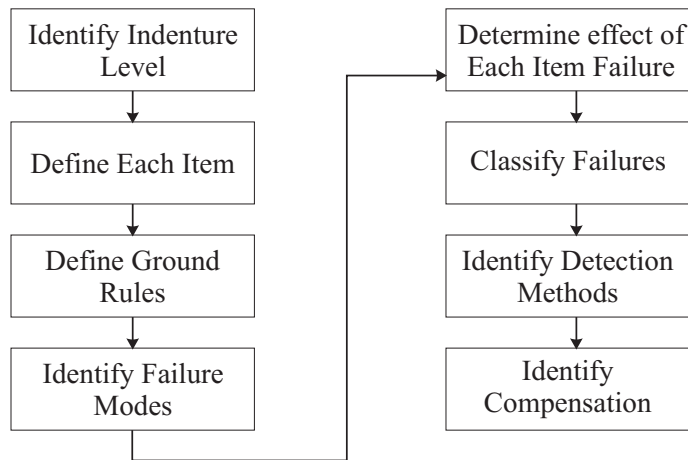 Identify Indenture
Level
Define Each Item
Define Ground
Rules
Identify Failure
Modes
Determine effect of
Each Item Failure
Classify Failures
Identify Detection
Methods
Identify
Compensation